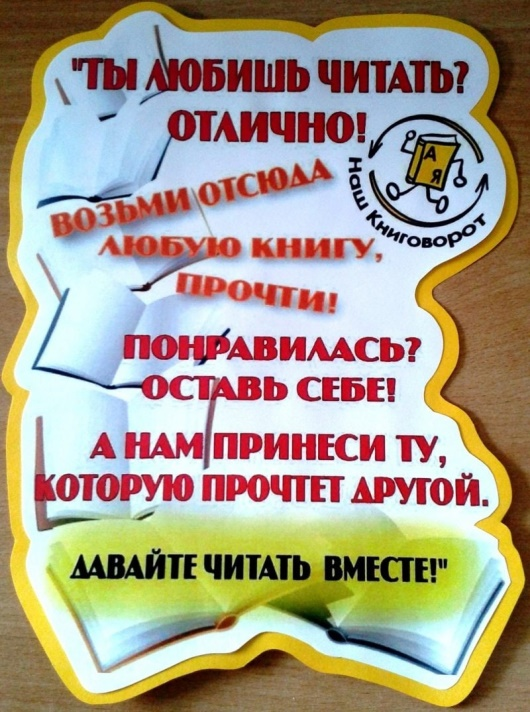 "ТЫ ЛЮБИШЬ ЧИТАТЬ?
ОТЛИЧНО!
А Я
Наш Книговорот
ВОЗЬМИ ОТСЮДА
ЛЮБУЮ КНИГУ,
ПРОЧТИ!
ПОНРАВИЛАСЬ?
ОСТАВЬ СЕБЕ!
А НАМ ПРИНЕСИ ТУ,
КОТОРУЮ ПРОЧТЕТ ДРУГОЙ.
ДАВАЙТЕ ЧИТАТЬ ВМЕСТЕ!"